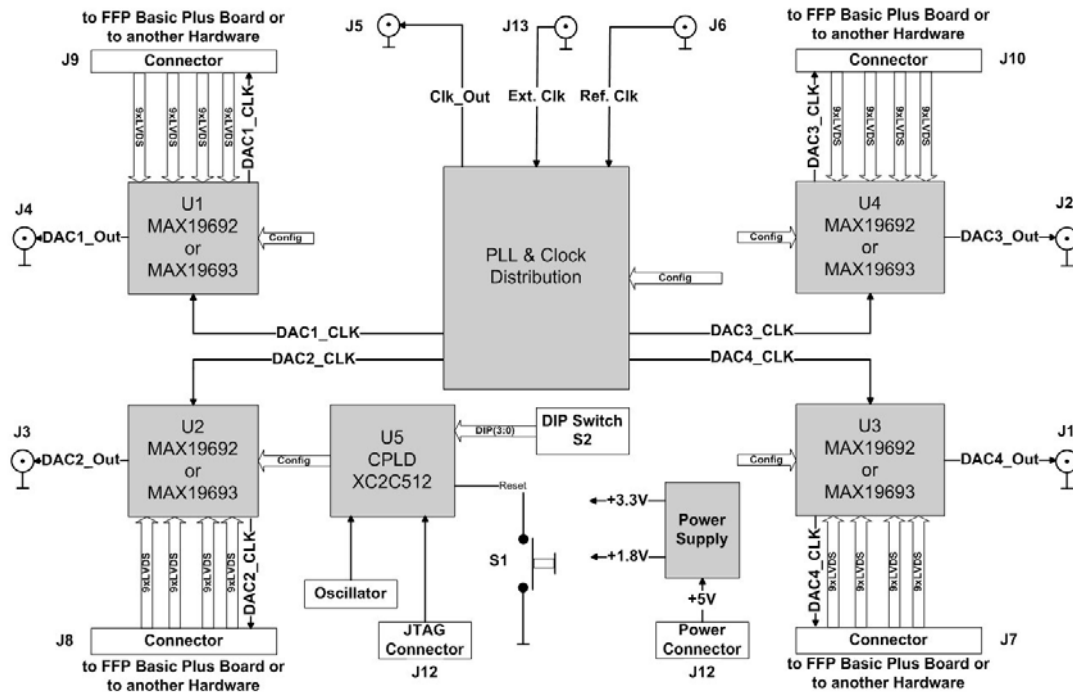 to FFP Basic Plus Board or
to another Hardware
J9
Connector
9xLVDS
9xLVDS
9xLVDS
9xLVDS
DAC1_CLK
J5
J13
J6
Clk_Out
Ext. Clk
Ref. Clk
to FFP Basic Plus Board or
to another Hardware
Connector
J10
DAC3_CLK
9xLVDS
9xLVDS
9xLVDS
9xLVDS
J4
DAC1_Out
U1
MAX19692
or
MAX19693
Config
PLL & Clock
Distribution
Config
Config
U4
MAX19692
or
MAX19693
DAC3_Out
J2
DAC1_CLK
DAC3_CLK
DAC2_CLK
DAC4_CLK
J3
DAC2_Out
U2
MAX19692
or
MAX19693
Config
U5
CPLD
XC2C512
DIP(3:0)
DIP Switch
S2
Reset
S1
+3.3V
+1.8V
Power
Supply
+5V
Config
U3
MAX19692
or
MAX19693
DAC4_Out
J1
9xLVDS
9xLVDS
9xLVDS
9xLVDS
DAC2_CLK
Oscillator
JTAG
Connector
J12
Power
Connector
J12
DAC4_CLK
9xLVDS
9xLVDS
9xLVDS
9xLVDS
J8
Connector
to FFP Basic Plus Board or
to another Hardware
Connector
J7
to FFP Basic Plus Board or
to another Hardware